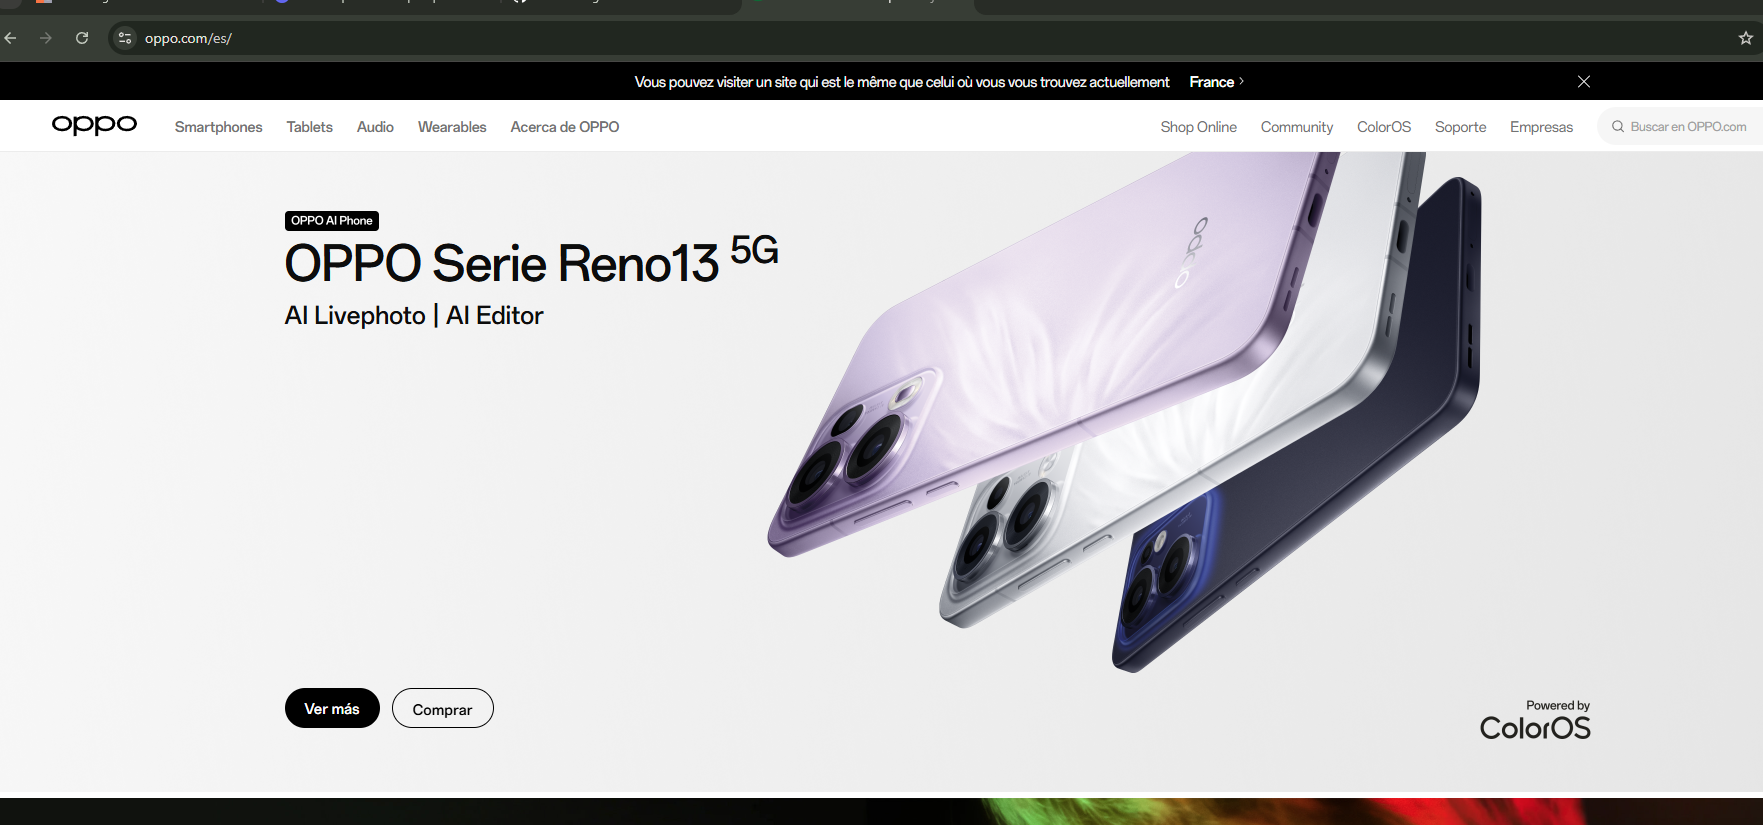 oppo.com/es/
Vous pouvez visiter un site qui est le même que celui où vous vous trouvez actuellement France
oppo Smartphones Tablets Audio Wearables Acerca de OPPO Shop Online Community ColorOS Soporte Empresas Buscar en OPPO.com
OPPO AI Phone
OPPO Serie Reno13 5G
AI Livephoto | AI Editor
oppo
Ver más Comprar
Powered by
ColorOS